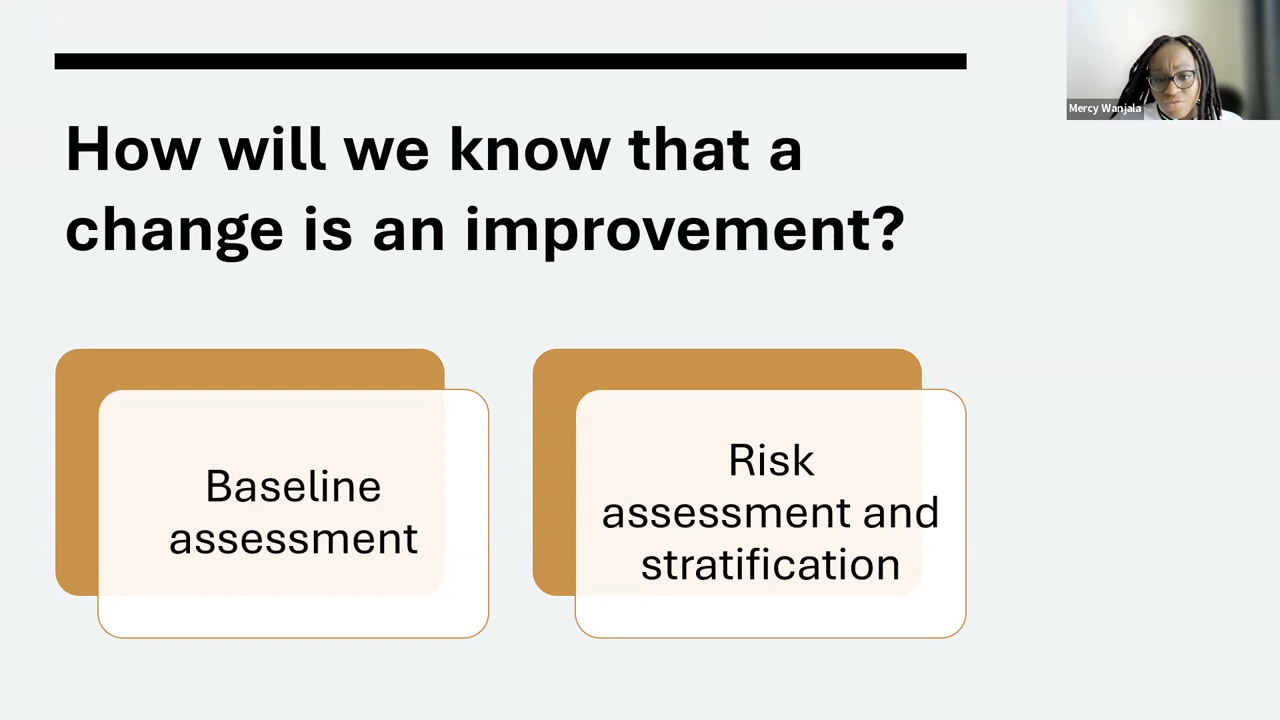 Mercy Wanjala
How will we know that a
change is an improvement?
Baseline
assessment
Risk
assessment and
stratification